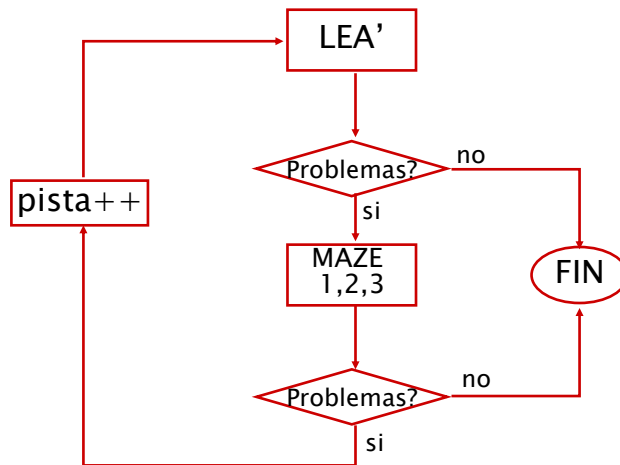 LEA’
Problemas?
no
si
pista++
MAZE
1,2,3
FIN
Problemas?
no
si